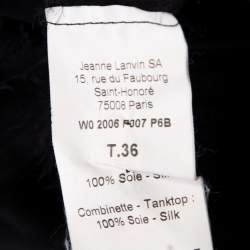 Jeanne Lanvin SA
15, rue du Faubourg
Saint-Honoré
75008 Paris
W0 2006 P007 P6B
T.36
100% Soie - Silk
Combinette - Tanktop :
100% Soie - Silk